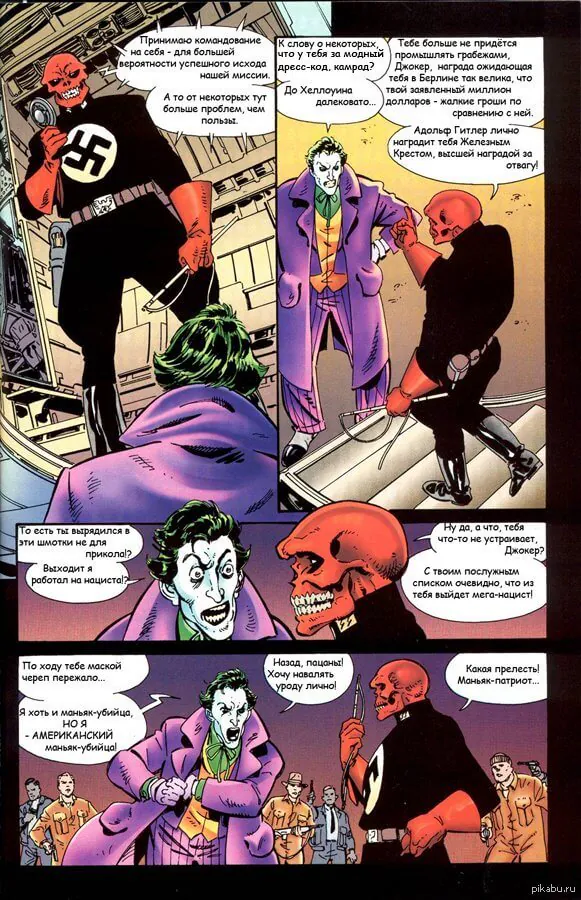 Принимаю командование
на себя - для большей
вероятности успешного исхода
нашей миссии.
А то от некоторых тут
больше проблем, чем
пользы.
К слову о некоторых,
что у тебя за модный
дресс-код, камрад?
До Хеллоуина
далековато...
Тебе больше не придётся
промышлять грабежами,
Джокер, награда ожидающая
тебя в Берлине так велика, что
твой заявленный миллион
долларов - жалкие гроши по
сравнению с ней.
Адольф Гитлер лично
наградит тебя Железным
Крестом, высшей наградой за
отвагу!
То есть ты вырядился в
эти шмотки не для
прикола!?
Выходит я
работал на нациста!?
Ну да, а что, тебя
что-то не устраивает,
Джокер?
С твоим послужным
списком очевидно, что из
тебя выйдет мега-нацист!
По ходу тебе маской
череп пережало...
Я хоть и маньяк-убийца,
НО Я
- АМЕРИКАНСКИЙ
маньяк-убийца!
Назад, пацаны!
Хочу навалять
уроду лично!
Какая прелесть!
Маньяк-патриот...
pikabu.ru